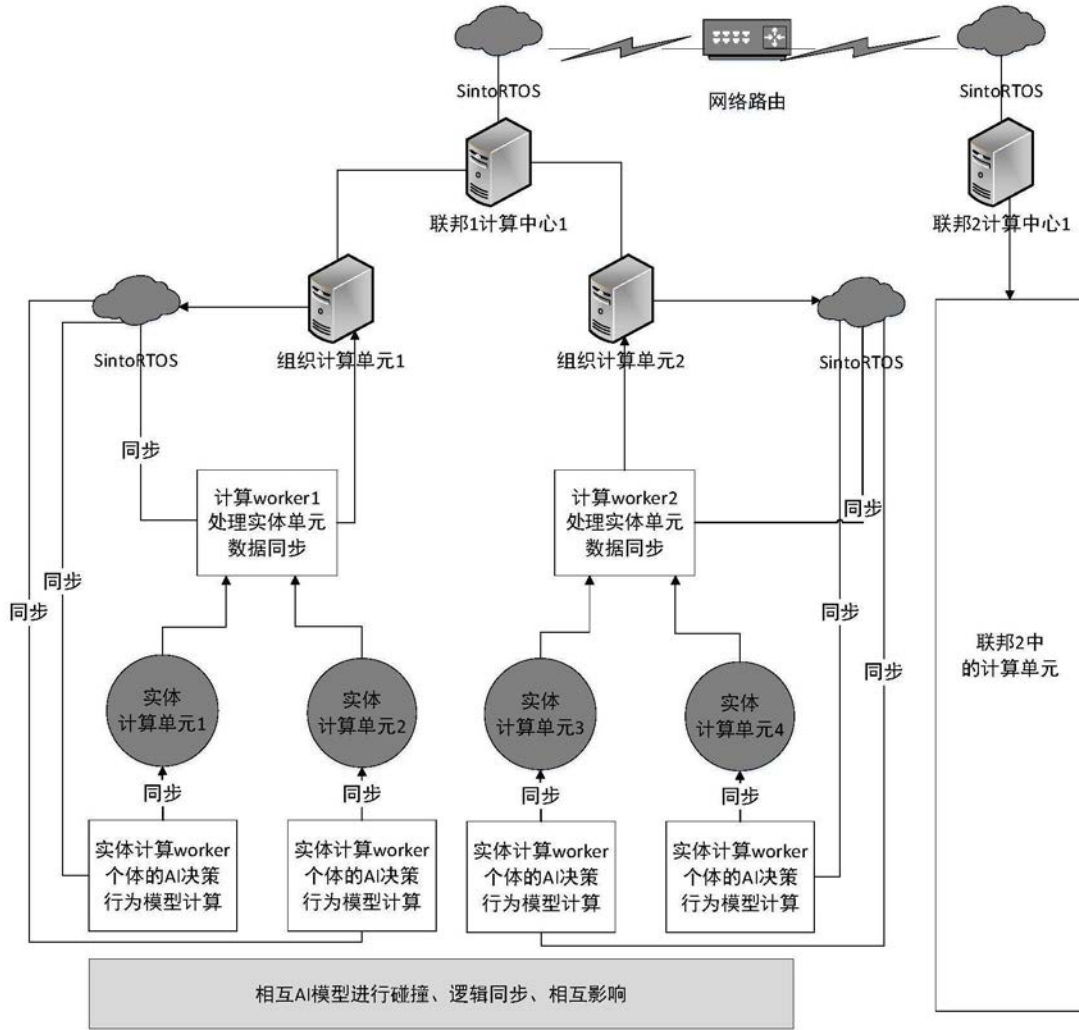 SintoRTOS
网络路由
SintoRTOS
联邦1计算中心1
联邦2计算中心1
SintoRTOS
组织计算单元1
组织计算单元2
SintoRTOS
同步
计算worker1
处理实体单元
数据同步
计算worker2
处理实体单元
数据同步
同步
同步
同步
同步
同步
联邦2中
的计算单元
实体
计算单元1
实体
计算单元2
实体
计算单元3
实体
计算单元4
同步
同步
同步
同步
实体计算worker
个体的AI决策
行为模型计算
实体计算worker
个体的AI决策
行为模型计算
实体计算worker
个体的AI决策
行为模型计算
实体计算worker
个体的AI决策
行为模型计算
相互AI模型进行碰撞、逻辑同步、相互影响